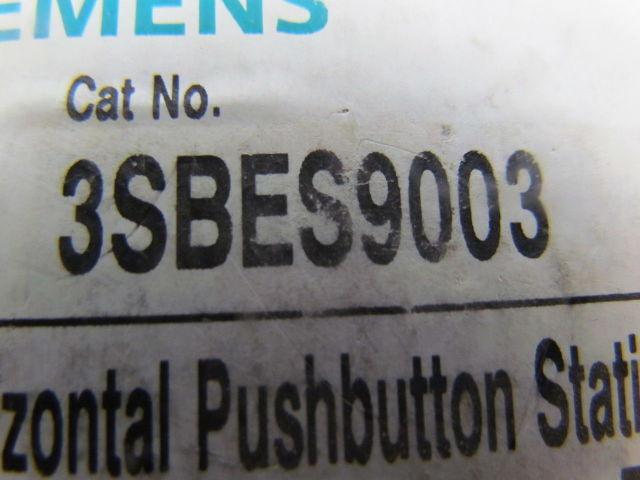 EMENS
Cat No.
3SBES9003
zontal Pushbutton Stati